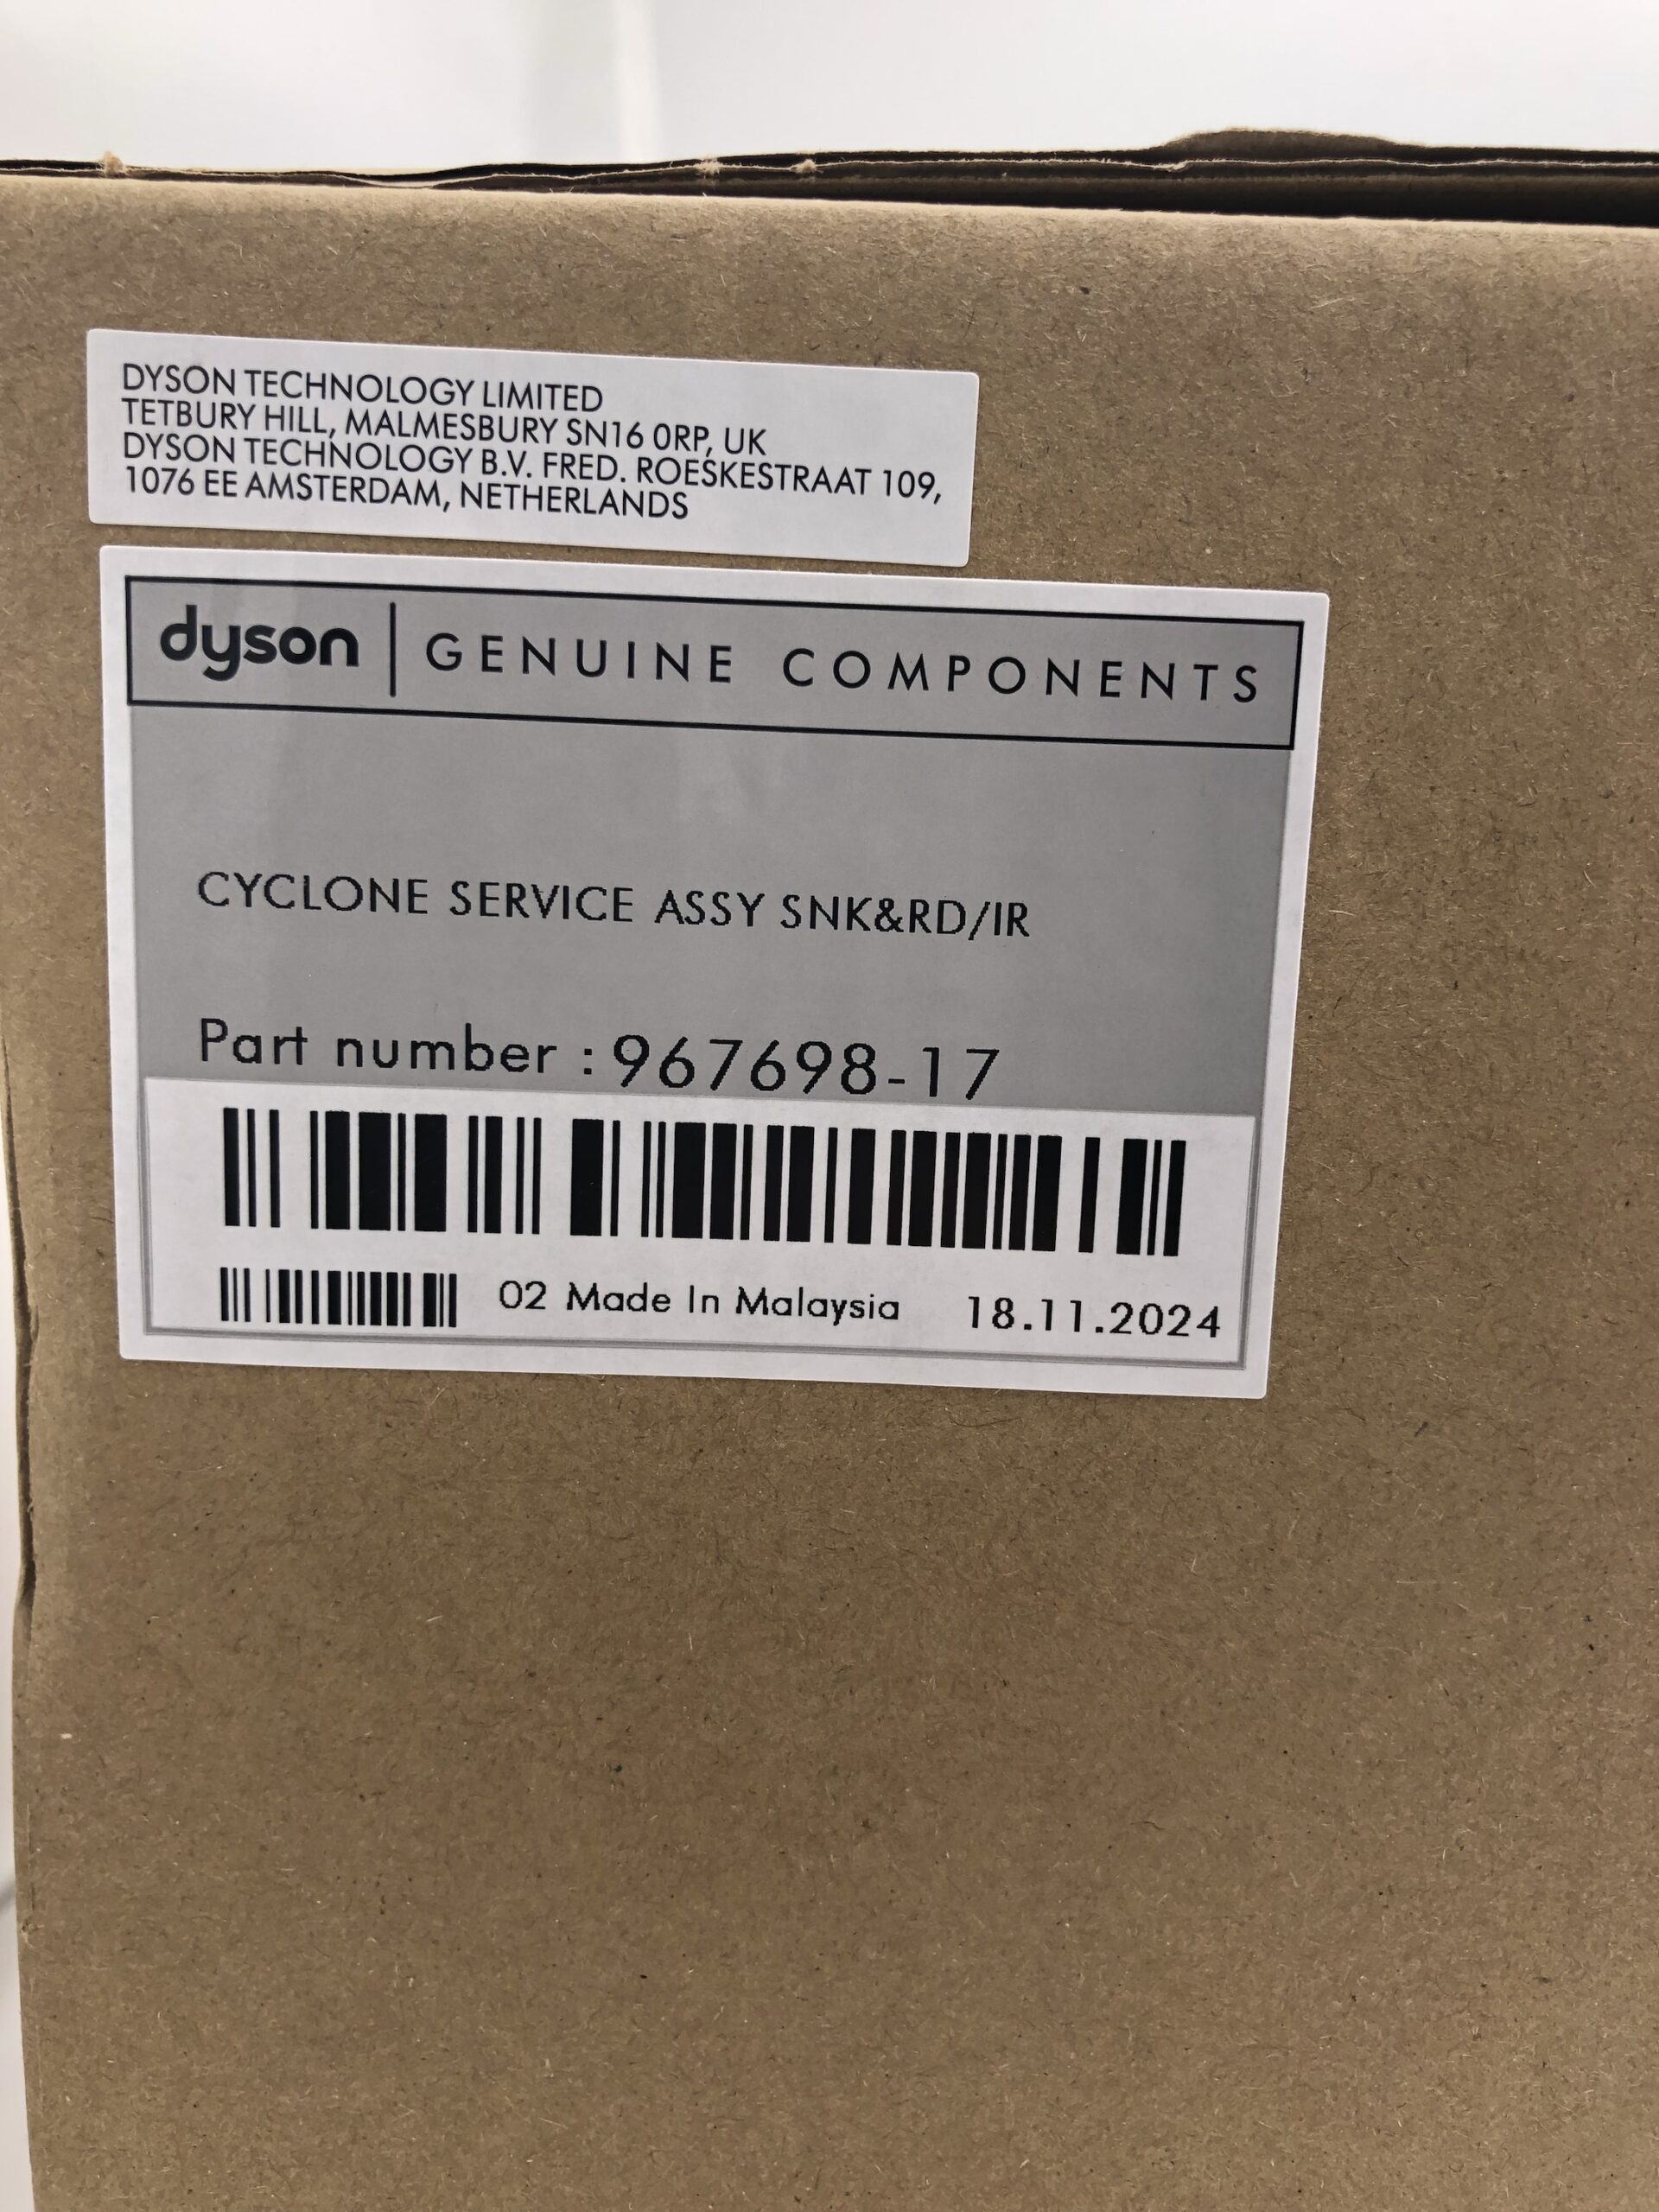 DYSON TECHNOLOGY LIMITED
TETBURY HILL, MALMESBURY SN16 0RP, UK
DYSON TECHNOLOGY B.V. FRED. ROESKESTRAAT 109,
1076 EE AMSTERDAM, NETHERLANDS
dyson | GENUINE COMPONENTS
CYCLONE SERVICE ASSY SNK&RD/IR
Part number : 967698-17
02 Made In Malaysia 18.11.2024